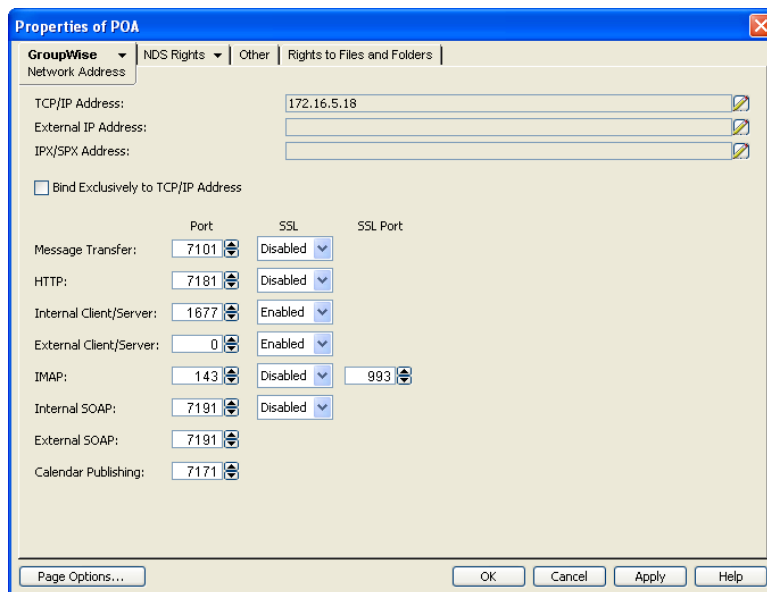 Properties of POA
GroupWise NDS Rights Other Rights to Files and Folders
Network Address
TCP/IP Address: 172.16.5.18
External IP Address:
IPX/SPX Address:
Bind Exclusively to TCP/IP Address
Port SSL SSL Port
Message Transfer: 7101 Disabled
HTTP: 7181 Disabled
Internal Client/Server: 1677 Enabled
External Client/Server: 0 Enabled
IMAP: 143 Disabled 993
Internal SOAP: 7191 Disabled
External SOAP: 7191
Calendar Publishing: 7171
Page Options... OK Cancel Apply Help